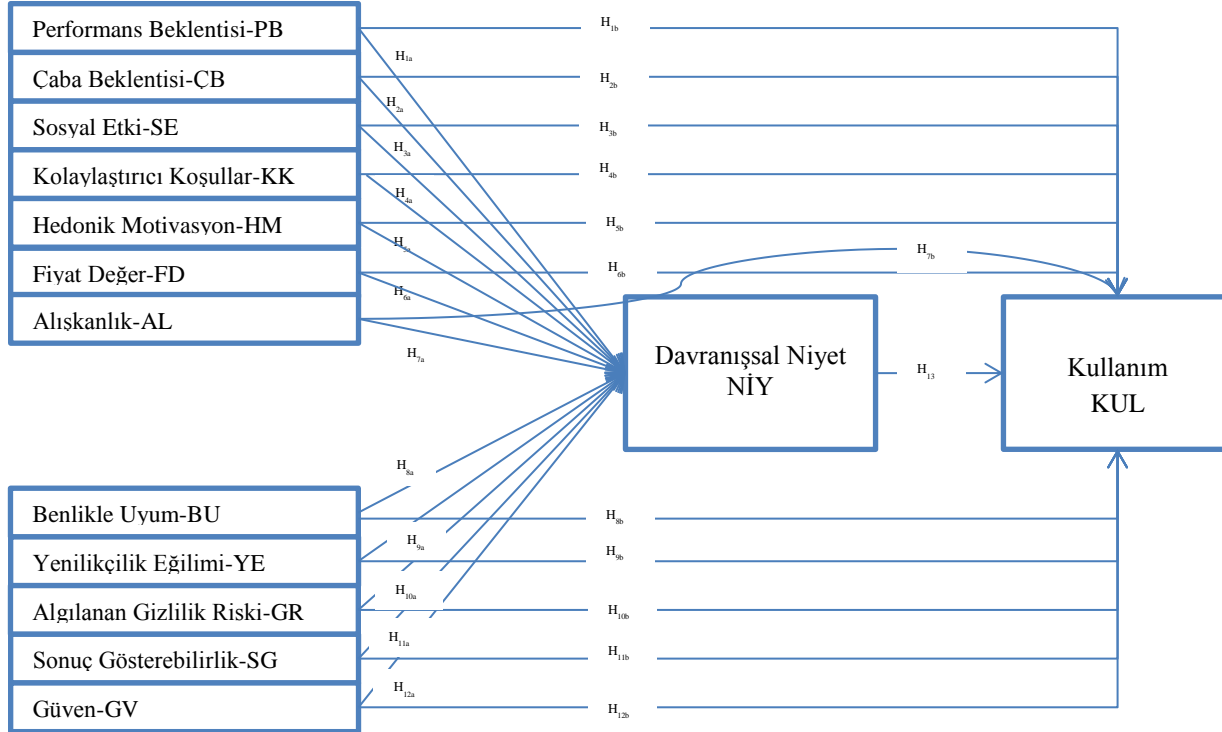 Performans Beklentisi-PB
H1b
H1a
Çaba Beklentisi-ÇB
H2b
H2a
Sosyal Etki-SE
H3b
H3a
Kolaylaştırıcı Koşullar-KK
H4b
H4a
Hedonik Motivasyon-HM
H5b
H5a
H7b
Fiyat Değer-FD
H6b
H6a
Alışkanlık-AL
H7a
Davranışsal Niyet
NİY
H13
Kullanım
KUL
H8a
Benlikle Uyum-BU
H8b
H9a
Yenilikçilik Eğilimi-YE
H9b
H10a
Algılanan Gizlilik Riski-GR
H10b
H11a
Sonuç Gösterebilirlik-SG
H11b
H12a
Güven-GV
H12b